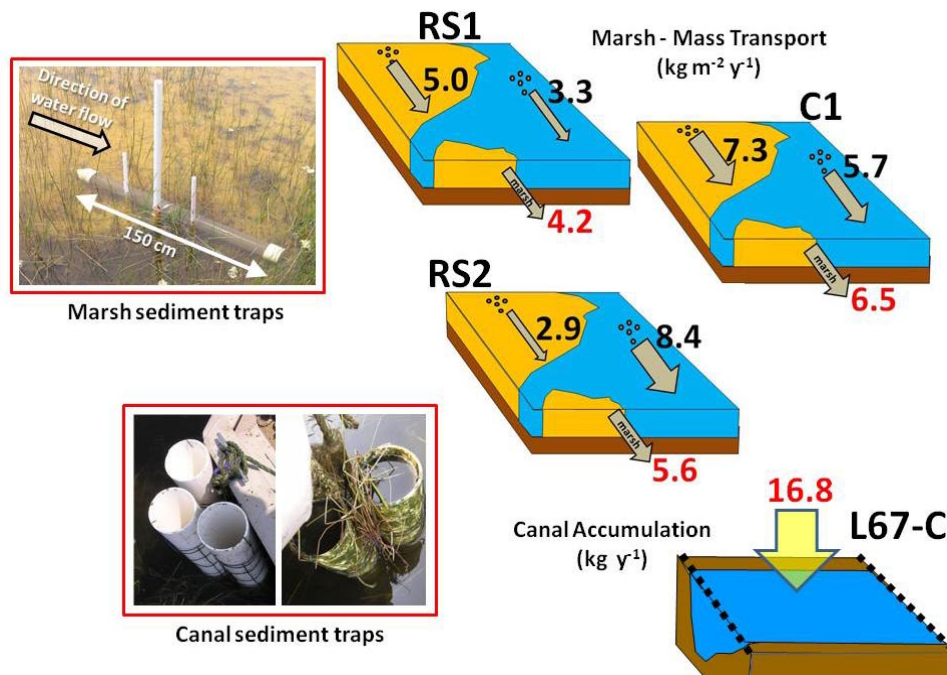 RS1
Marsh - Mass Transport
(kg m⁻² y⁻¹)
Direction of
water flow
5.0
3.3
C1
7.3
5.7
150 cm
marsh
4.2
marsh
6.5
Marsh sediment traps
RS2
2.9
8.4
marsh
5.6
16.8
Canal Accumulation
(kg y⁻¹)
L67-C
Canal sediment traps